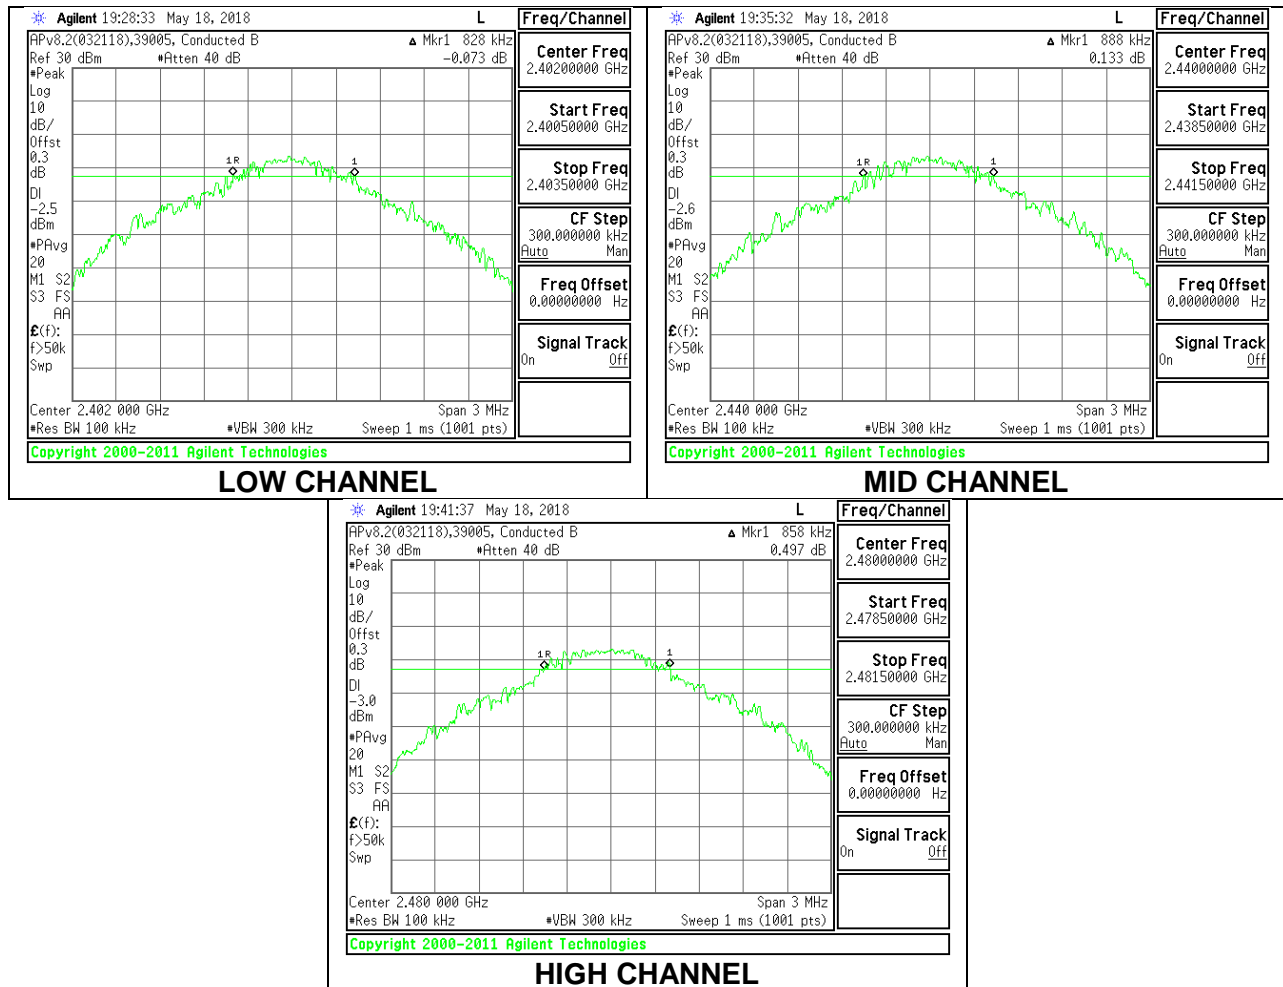 Agilent 19:28:33 May 18, 2018 L
Freq/Channel
APv8.2(032118),39005, Conducted B
Δ Mkr1 828 kHz
Ref 30 dBm #Atten 40 dB -0.073 dB
#Peak
Log
10
dB/
Offst
0.3
dB
DI
-2.5
dBm
#PAvg
20
M1 S2
S3 FS
AA
£(f):
f>50k
Swp
1R
1
Center 2.402 000 GHz Span 3 MHz
#Res BW 100 kHz #VBW 300 kHz Sweep 1 ms (1001 pts)
Copyright 2000-2011 Agilent Technologies
Center Freq
2.40200000 GHz
Start Freq
2.40050000 GHz
Stop Freq
2.40350000 GHz
CF Step
300.000000 kHz
Auto Man
Freq Offset
0.00000000 Hz
Signal Track
On Off
LOW CHANNEL
Agilent 19:35:32 May 18, 2018 L
Freq/Channel
APv8.2(032118),39005, Conducted B
Δ Mkr1 888 kHz
Ref 30 dBm #Atten 40 dB 0.133 dB
#Peak
Log
10
dB/
Offst
0.3
dB
DI
-2.6
dBm
#PAvg
20
M1 S2
S3 FS
AA
£(f):
f>50k
Swp
1R
1
Center 2.440 000 GHz Span 3 MHz
#Res BW 100 kHz #VBW 300 kHz Sweep 1 ms (1001 pts)
Copyright 2000-2011 Agilent Technologies
Center Freq
2.44000000 GHz
Start Freq
2.43850000 GHz
Stop Freq
2.44150000 GHz
CF Step
300.000000 kHz
Auto Man
Freq Offset
0.00000000 Hz
Signal Track
On Off
MID CHANNEL
Agilent 19:41:37 May 18, 2018 L
Freq/Channel
APv8.2(032118),39005, Conducted B
Δ Mkr1 858 kHz
Ref 30 dBm #Atten 40 dB 0.497 dB
#Peak
Log
10
dB/
Offst
0.3
dB
DI
-3.0
dBm
#PAvg
20
M1 S2
S3 FS
AA
£(f):
f>50k
Swp
1R
1
Center 2.480 000 GHz Span 3 MHz
#Res BW 100 kHz #VBW 300 kHz Sweep 1 ms (1001 pts)
Copyright 2000-2011 Agilent Technologies
Center Freq
2.48000000 GHz
Start Freq
2.47850000 GHz
Stop Freq
2.48150000 GHz
CF Step
300.000000 kHz
Auto Man
Freq Offset
0.00000000 Hz
Signal Track
On Off
HIGH CHANNEL